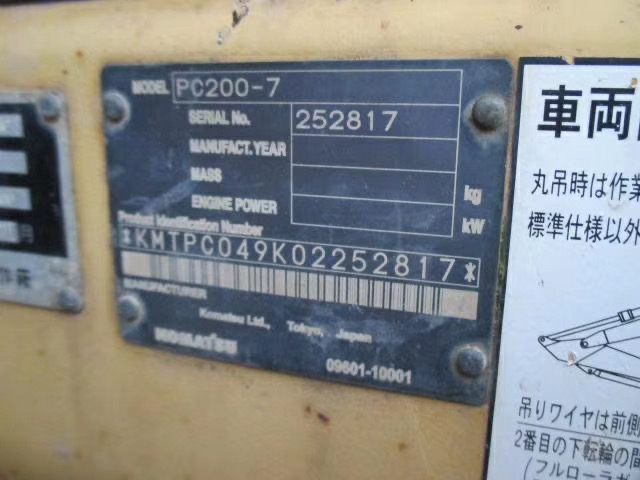 MODEL PC200-7
SERIAL No. 252817
MANUFACT. YEAR
MASS kg
ENGINE POWER kW
Product Identification Number
*KMTPC049K02252817*
MANUFACTURER
Komatsu Ltd., Tokyo, Japan
KOMATSU
09601-10001
車両
丸吊時は作業
標準仕様以外
吊りワイヤは前側
2番目の下転輪の間
(フルローラガ
作所